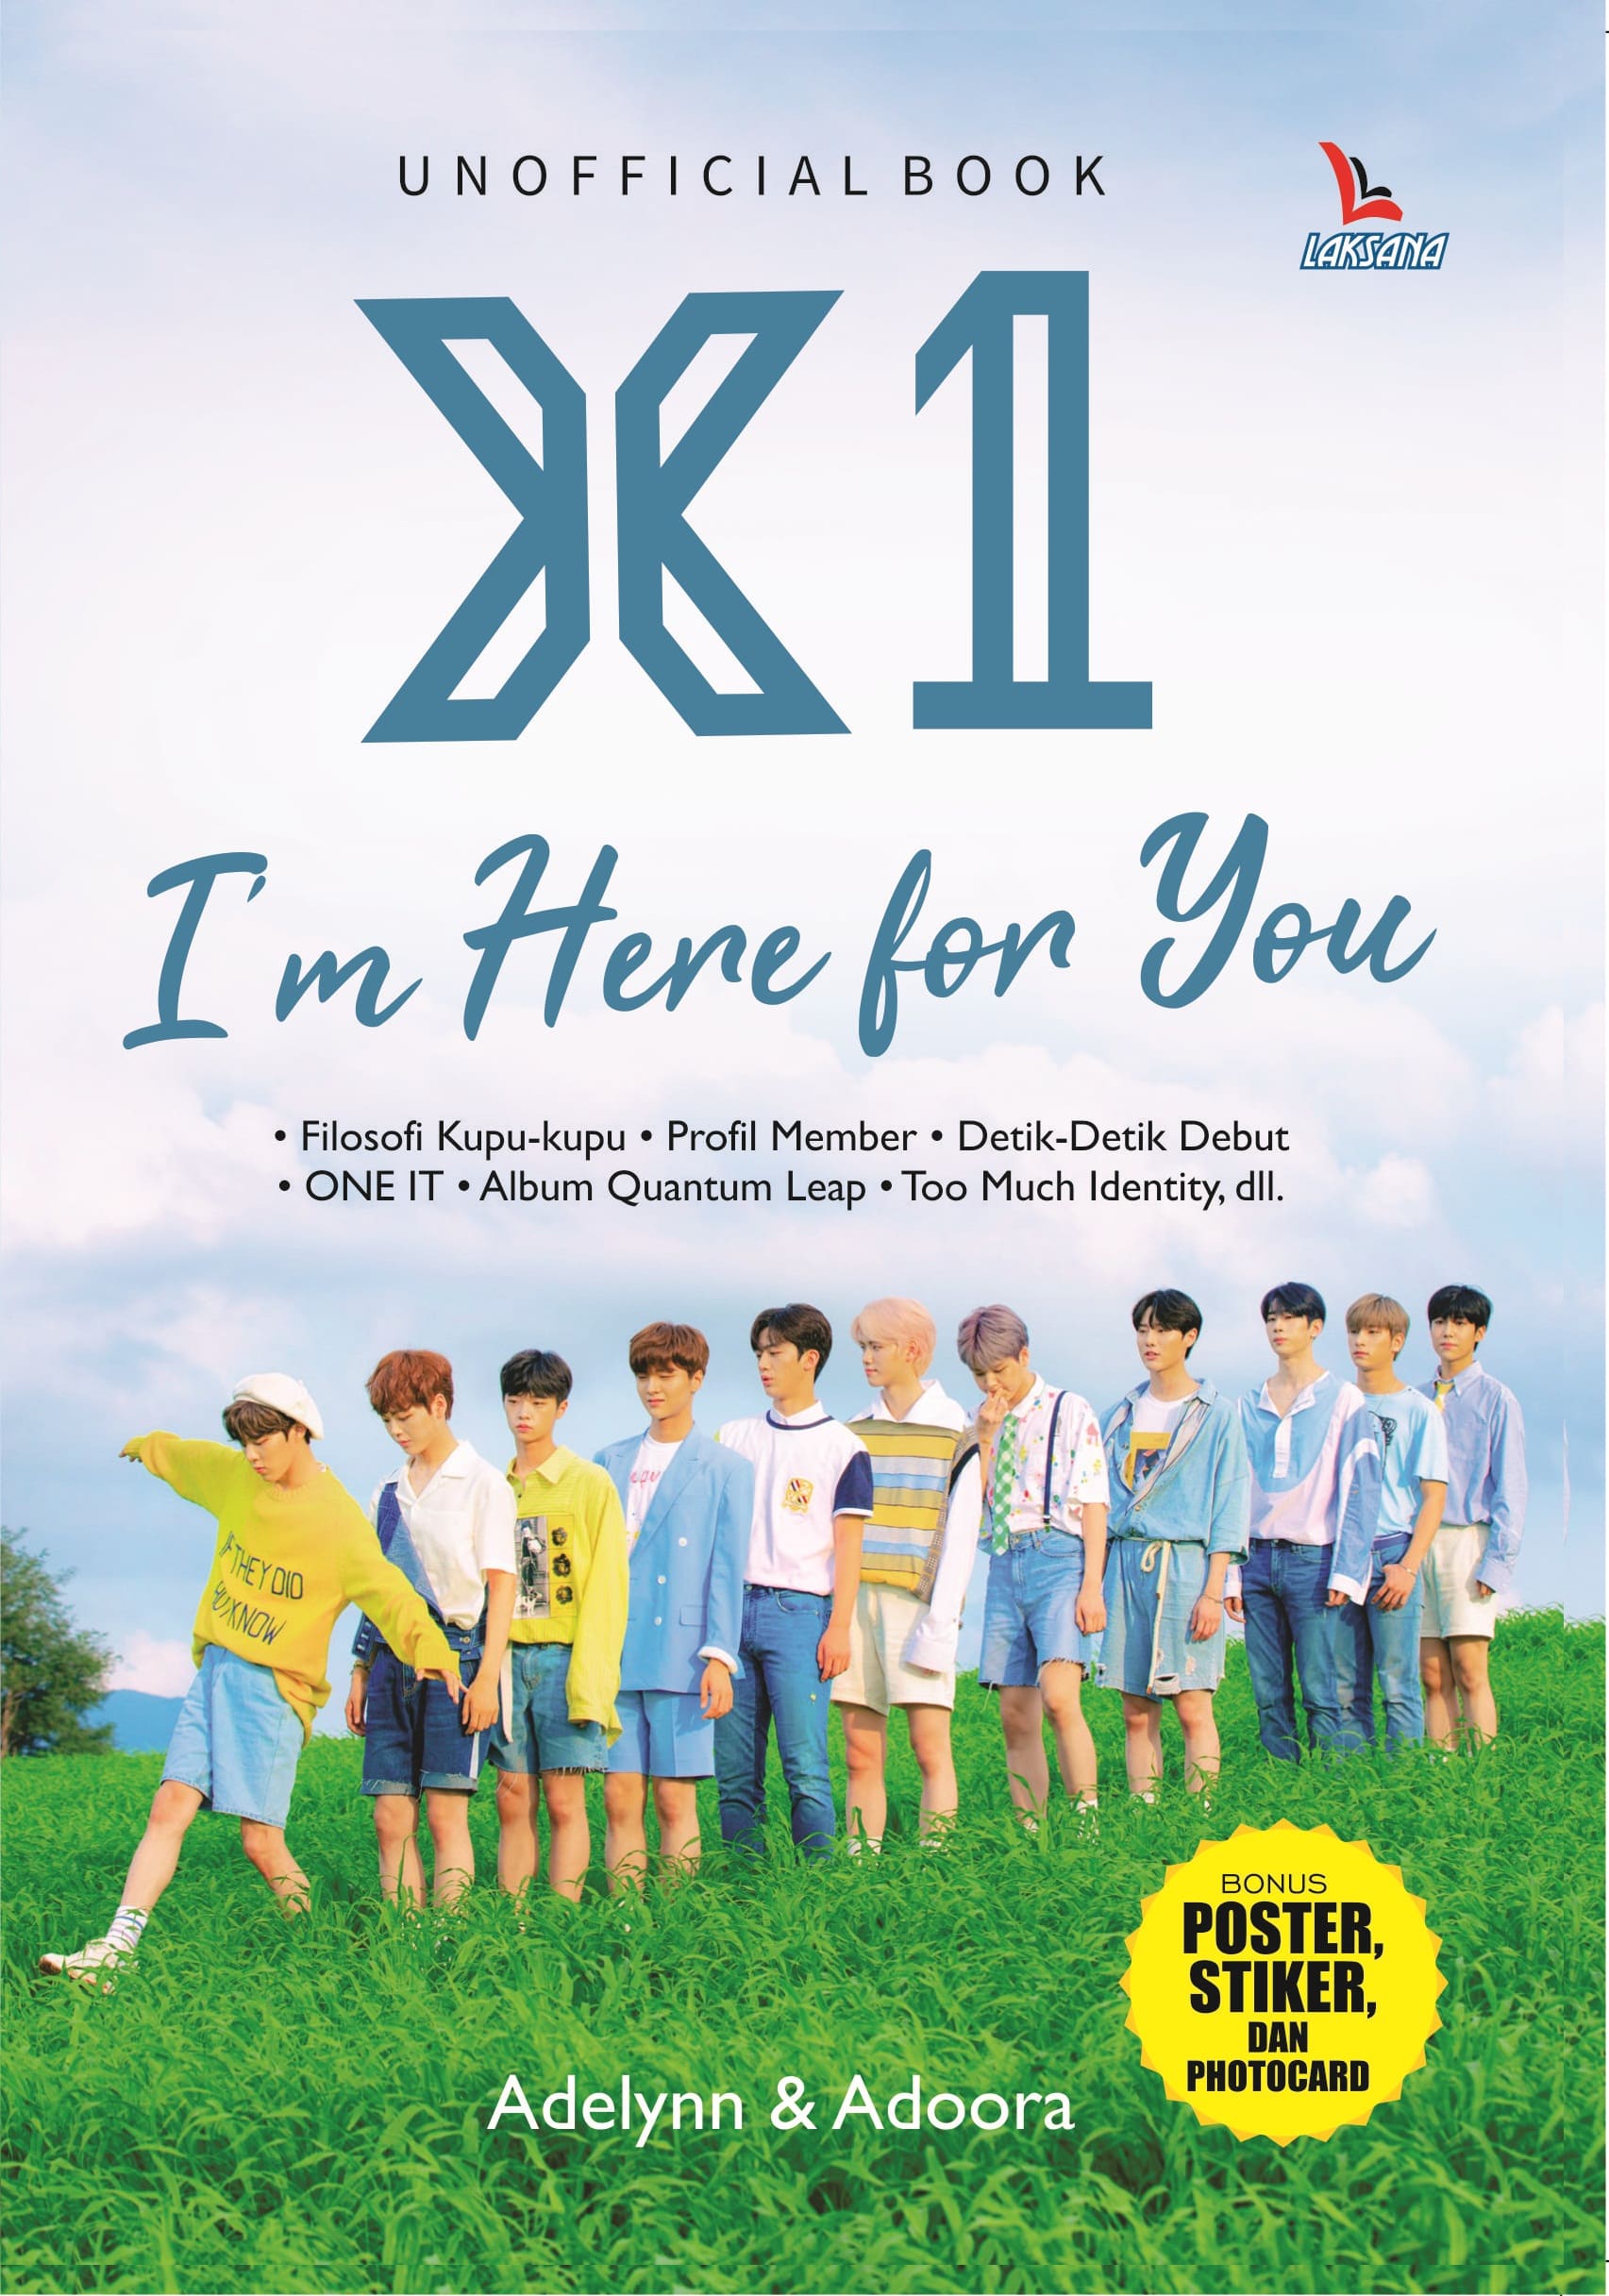 UNOFFICIAL BOOK
LAKSANA
X1
I'm Here for You
• Filosofi Kupu-kupu • Profil Member • Detik-Detik Debut
• ONE IT • Album Quantum Leap • Too Much Identity, dll.
THEY DID
KNOW
BONUS
POSTER,
STIKER,
DAN
PHOTOCARD
Adelynn & Adoora